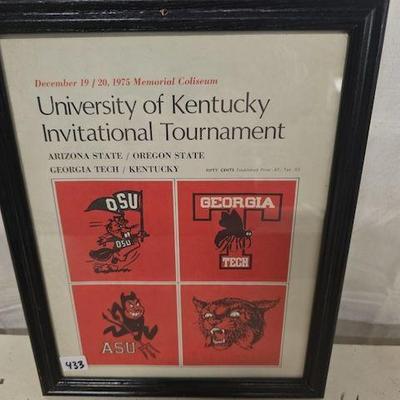 December 19 / 20, 1975 Memorial Coliseum
University of Kentucky
Invitational Tournament
ARIZONA STATE / OREGON STATE
GEORGIA TECH / KENTUCKY
FIFTY CENTS
OSU
OSU
GEORGIA
TECH
ASU
433